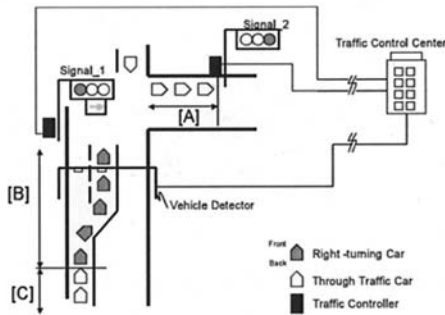 Signal_2
Traffic Control Center
Signal_1
[A]
[B]
Vehicle Detector
Front
Back
Right -turning Car
[C]
Through Traffic Car
Traffic Controller